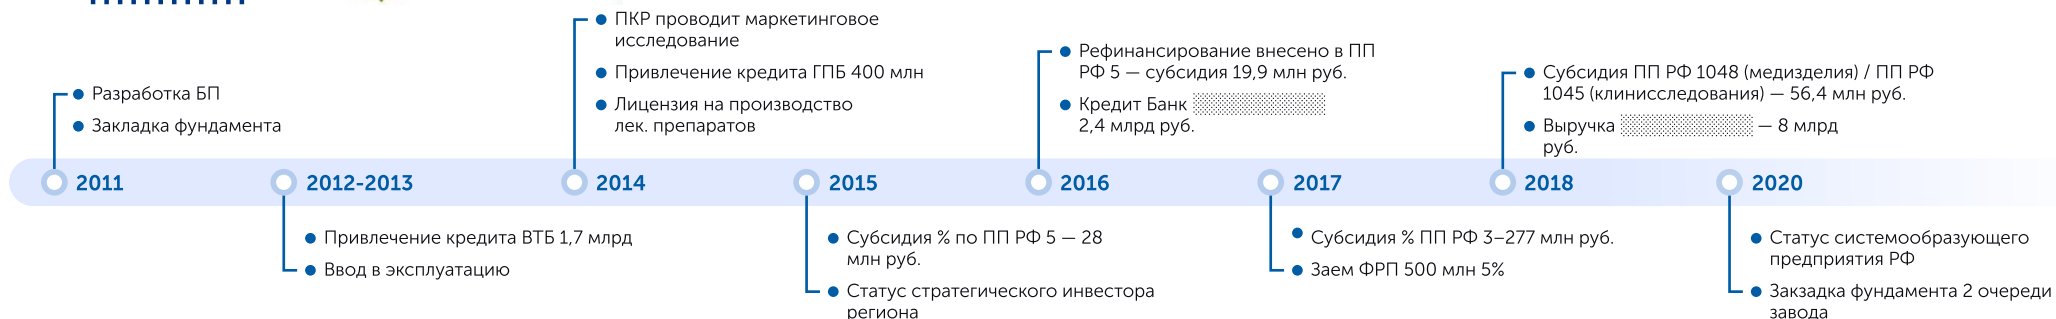 Разработка БП
Закладка фундамента
2011
2012-2013
Привлечение кредита ВТБ 1,7 млрд
Ввод в эксплуатацию
ПКР проводит маркетинговое
исследование
Привлечение кредита ГПБ 400 млн
Лицензия на производство
лек. препаратов
2014
2015
Субсидия % по ПП РФ 5 — 28
млн руб.
Статус стратегического инвестора
региона
Рефинансирование внесено в ПП
РФ 5 — субсидия 19,9 млн руб.
Кредит Банк
2,4 млрд руб.
2016
2017
Субсидия % ПП РФ 3–277 млн руб.
Заем ФРП 500 млн 5%
Субсидия ПП РФ 1048 (медизделия) / ПП РФ
1045 (клинисследования) — 56,4 млн руб.
Выручка — 8 млрд
руб.
2018
2020
Статус системообразующего
предприятия РФ
Закзадка фундамента 2 очереди
завода